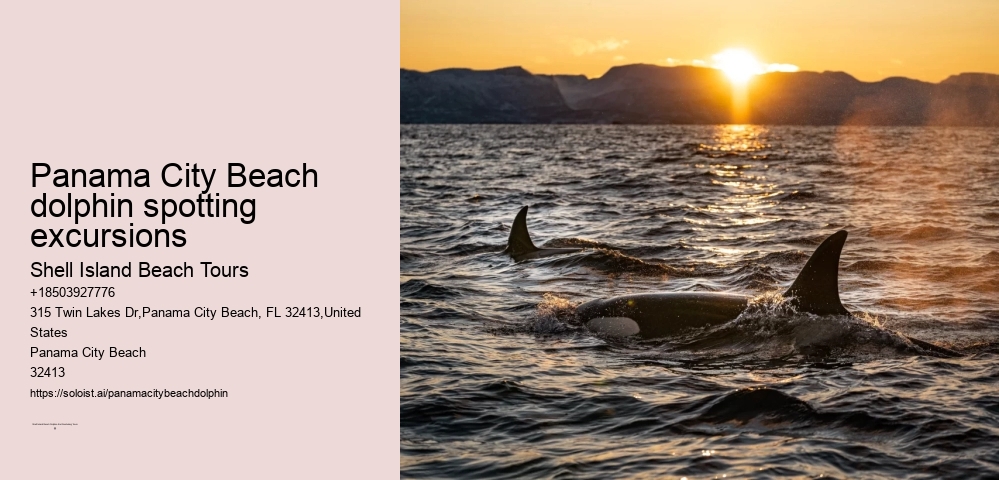 Panama City Beach
dolphin spotting
excursions
Shell Island Beach Tours
+18503927776
315 Twin Lakes Dr,Panama City Beach, FL 32413,United
States
Panama City Beach
32413
https://soloist.ai/panamacitybeachdolphin